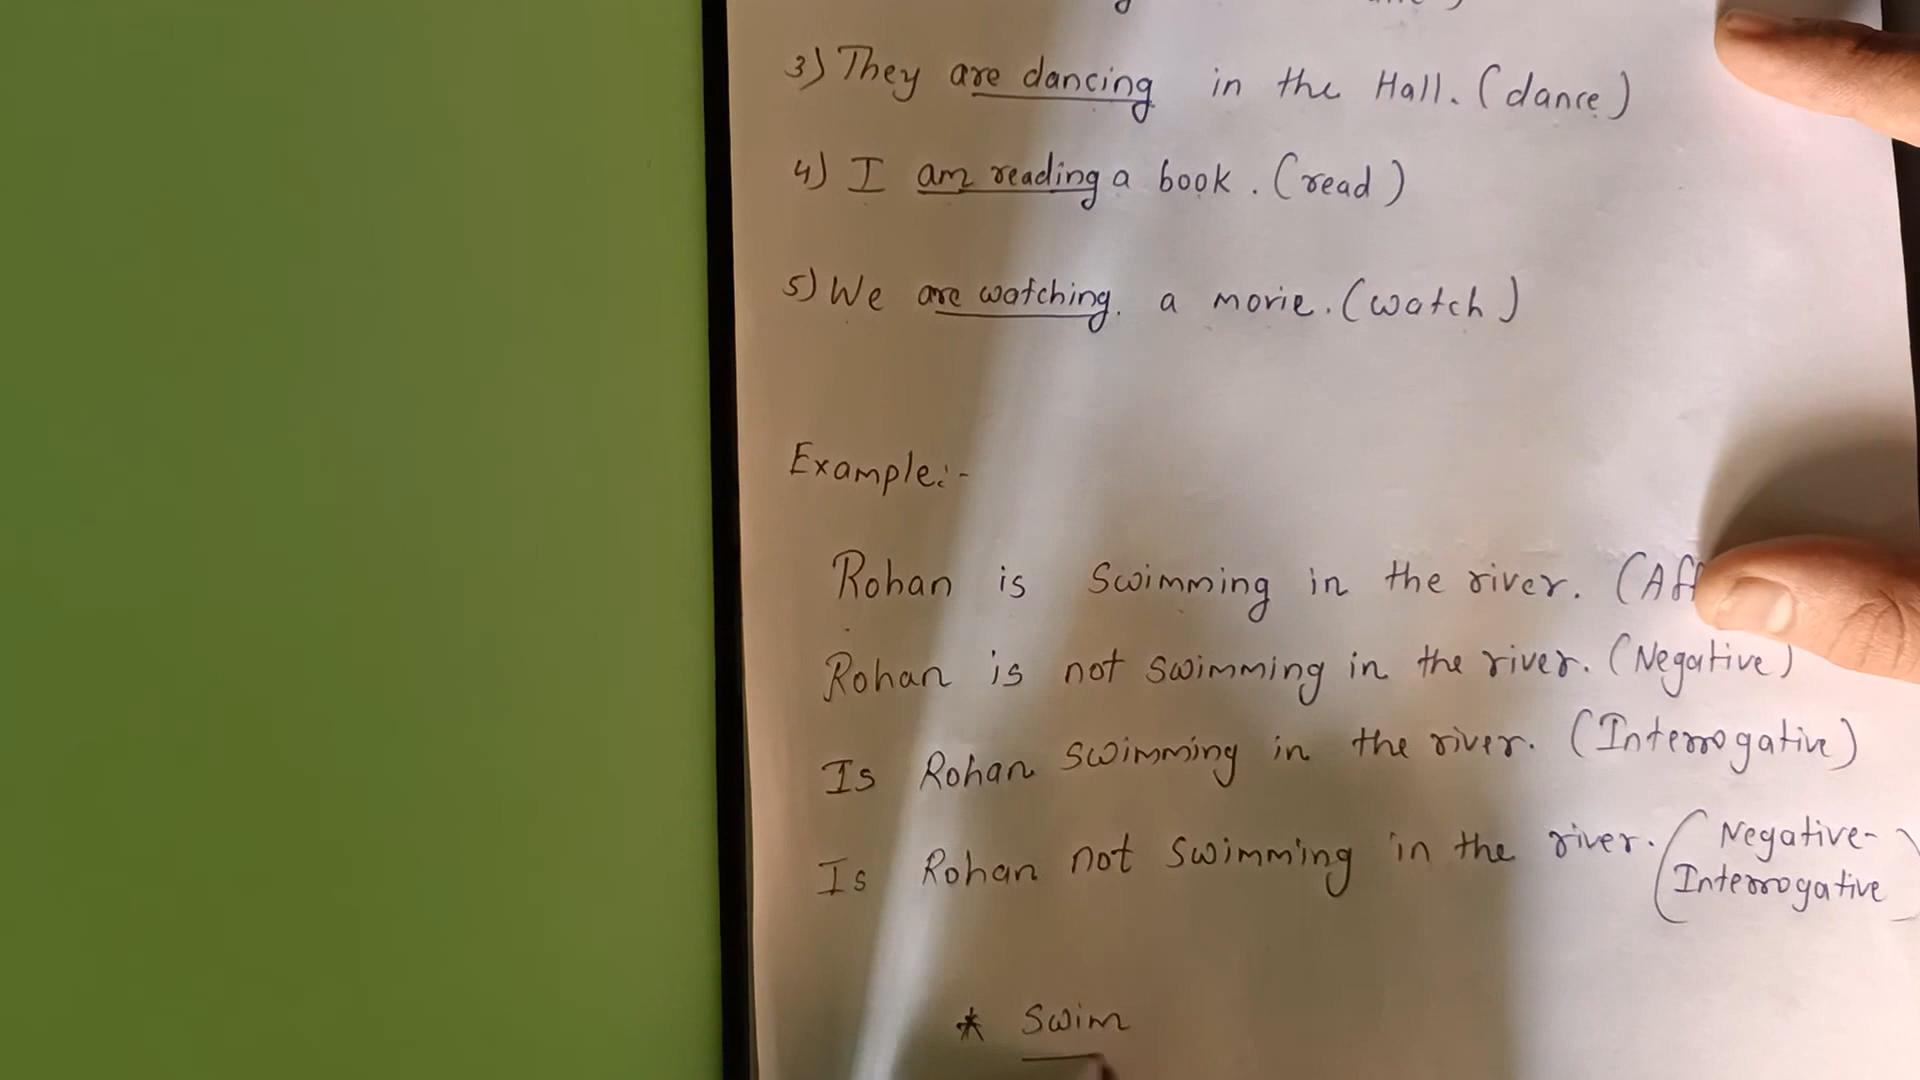 3) They are dancing in the Hall. (dance)
4) I am reading a book. (read)
5) We are watching. a movie. (watch)
Example:-
Rohan is swimming in the river. (Aff
Rohan is not swimming in the river. (Negative)
Is Rohan swimming in the river. (Interrogative)
Is Rohan not swimming in the river. (Negative-
Interrogative
* Swim